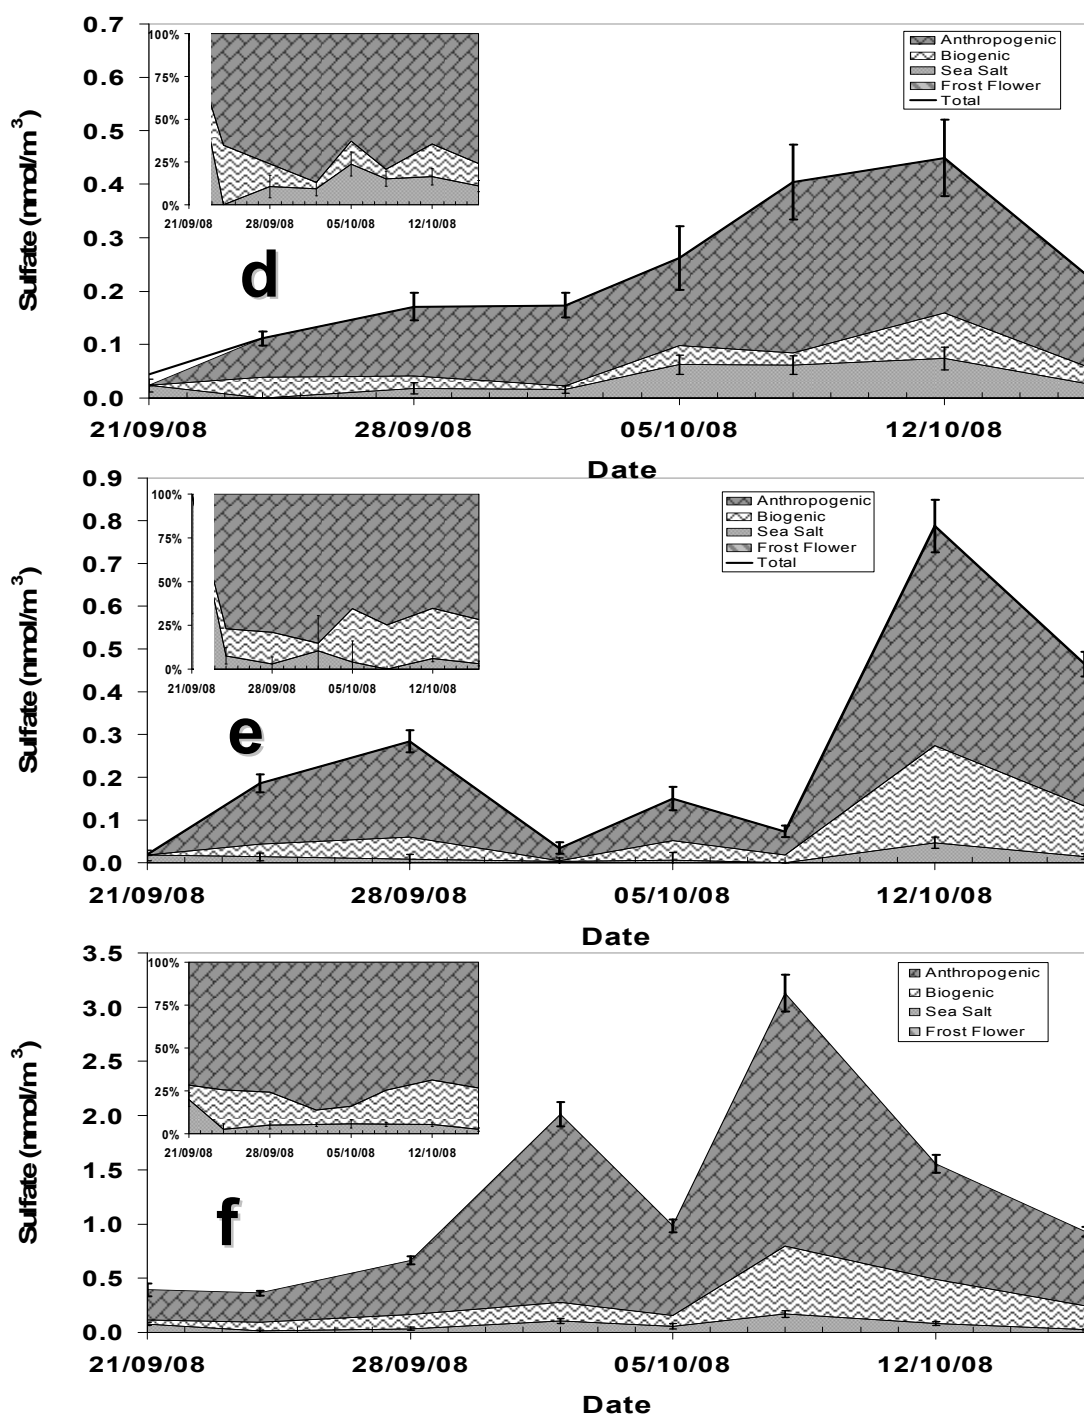 0.7
0.6
0.5
0.4
0.3
0.2
0.1
0.0
Sulfate (nmol/m³)
100%
75%
50%
25%
0%
21/09/08 28/09/08 05/10/08 12/10/08
Anthropogenic
Biogenic
Sea Salt
Frost Flower
Total
d
21/09/08 28/09/08 05/10/08 12/10/08
Date
0.9
0.8
0.7
0.6
0.5
0.4
0.3
0.2
0.1
0.0
Sulfate (nmol/m³)
100%
75%
50%
25%
0%
21/09/08 28/09/08 05/10/08 12/10/08
Anthropogenic
Biogenic
Sea Salt
Frost Flower
Total
e
21/09/08 28/09/08 05/10/08 12/10/08
Date
3.5
3.0
2.5
2.0
1.5
1.0
0.5
0.0
Sulfate (nmol/m³)
100%
75%
50%
25%
0%
21/09/08 28/09/08 05/10/08 12/10/08
Anthropogenic
Biogenic
Sea Salt
Frost Flower
f
21/09/08 28/09/08 05/10/08 12/10/08
Date